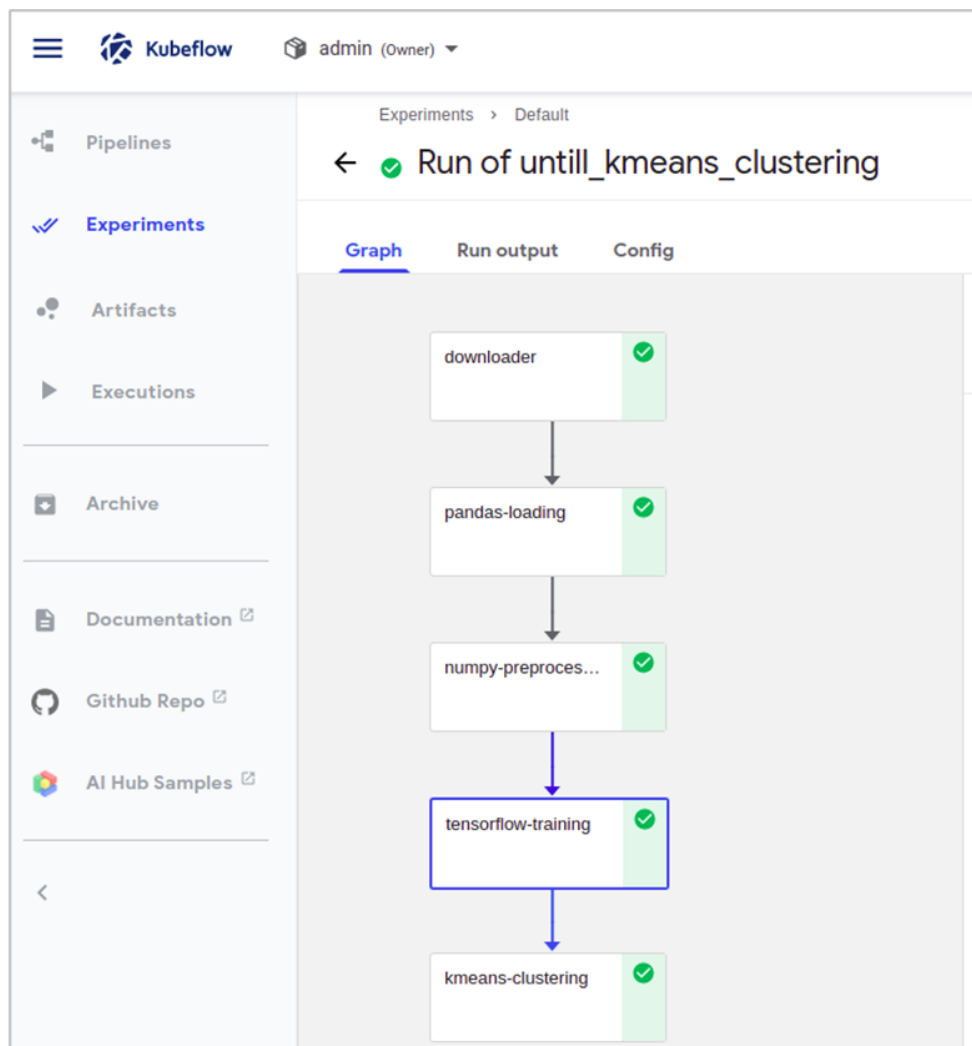 Kubeflow
admin (Owner)
Pipelines
Experiments
Artifacts
Executions
Archive
Documentation
Github Repo
AI Hub Samples
Experiments > Default
Run of untill_kmeans_clustering
Graph Run output Config
downloader
pandas-loading
numpy-preproces...
tensorflow-training
kmeans-clustering